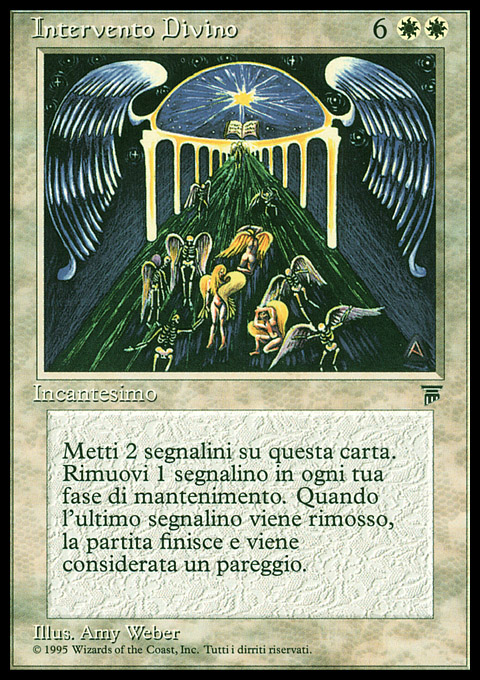 Intervento Divino 6
Incantesimo
Metti 2 segnalini su questa carta.
Rimuovi 1 segnalino in ogni tua
fase di mantenimento. Quando
l'ultimo segnalino viene rimosso,
la partita finisce e viene
considerata un pareggio.
Illus. Amy Weber
© 1995 Wizards of the Coast, Inc. Tutti i dirriti riservati.